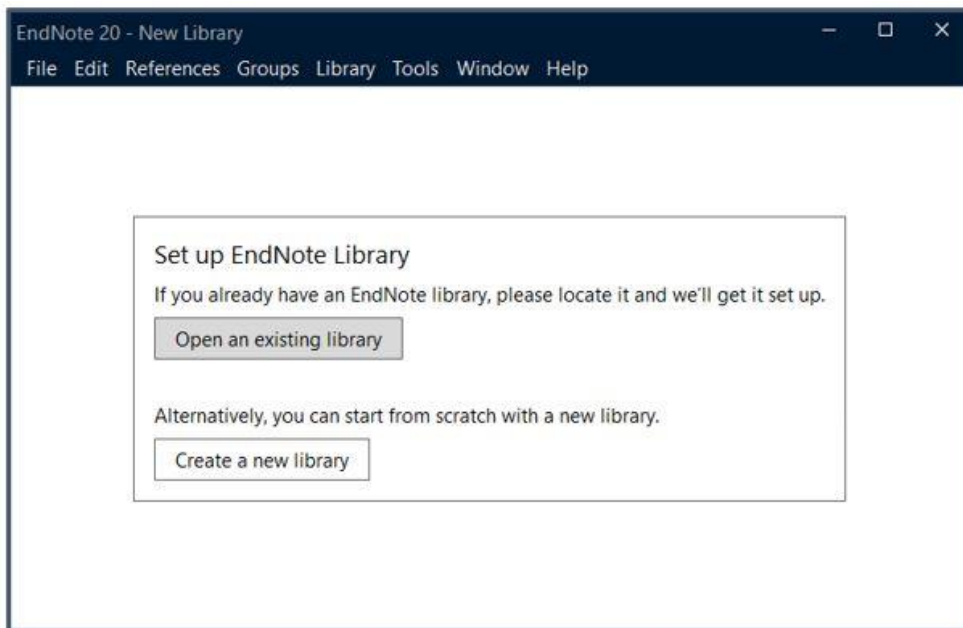 EndNote 20 - New Library
File Edit References Groups Library Tools Window Help
Set up EndNote Library
If you already have an EndNote library, please locate it and we'll get it set up.
Open an existing library
Alternatively, you can start from scratch with a new library.
Create a new library